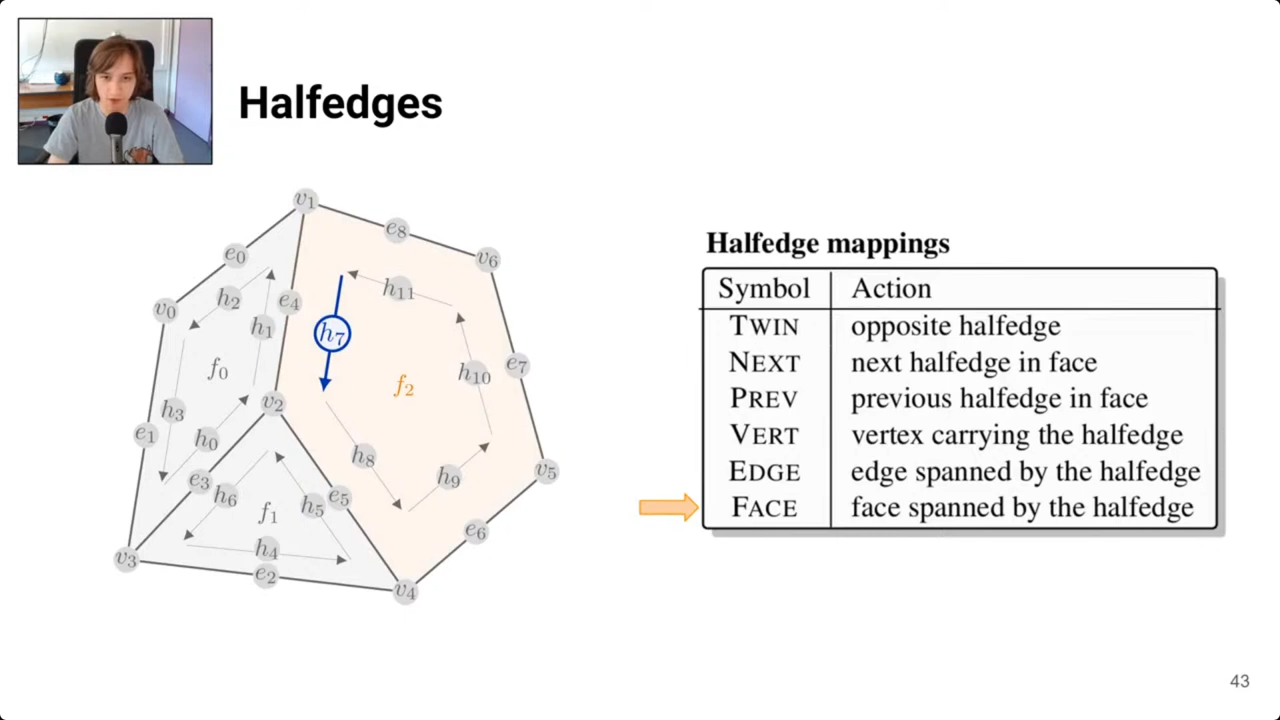 Halfedges
v₁
e₈
v₆
e₀
h₂
e₄
h₁₁
v₀
h₁
h₇
f₀
f₂
h₁₀
e₇
h₃
v₂
e₁
h₀
h₈
h₉
v₅
e₃
h₆
f₁
h₅
e₅
e₆
h₄
v₃
e₂
v₄
Halfedge mappings
Symbol Action
TWIN opposite halfedge
NEXT next halfedge in face
PREV previous halfedge in face
VERT vertex carrying the halfedge
EDGE edge spanned by the halfedge
FACE face spanned by the halfedge
43